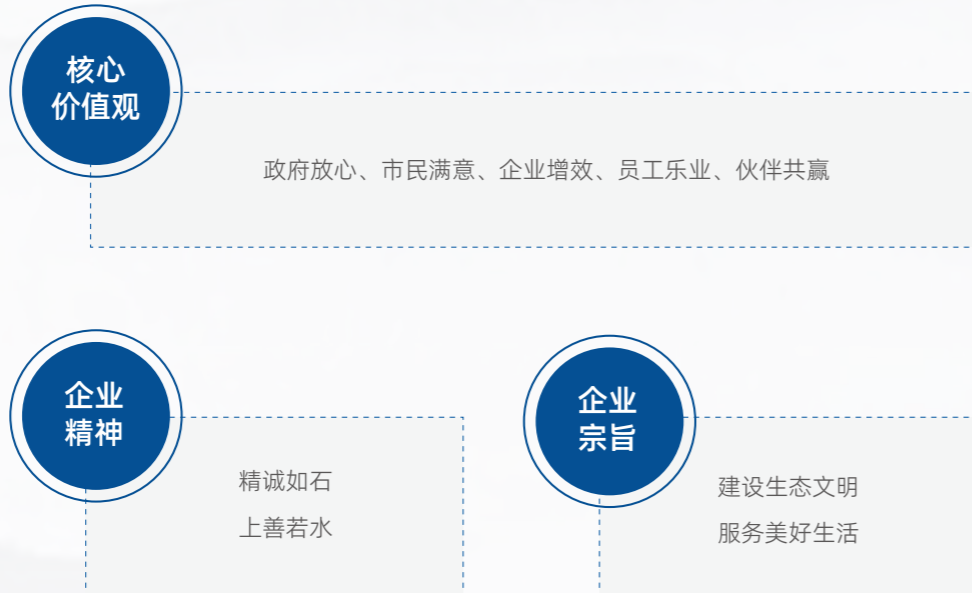 核心
价值观
政府放心、市民满意、企业增效、员工乐业、伙伴共赢
企业
精神
精诚如石
上善若水
企业
宗旨
建设生态文明
服务美好生活